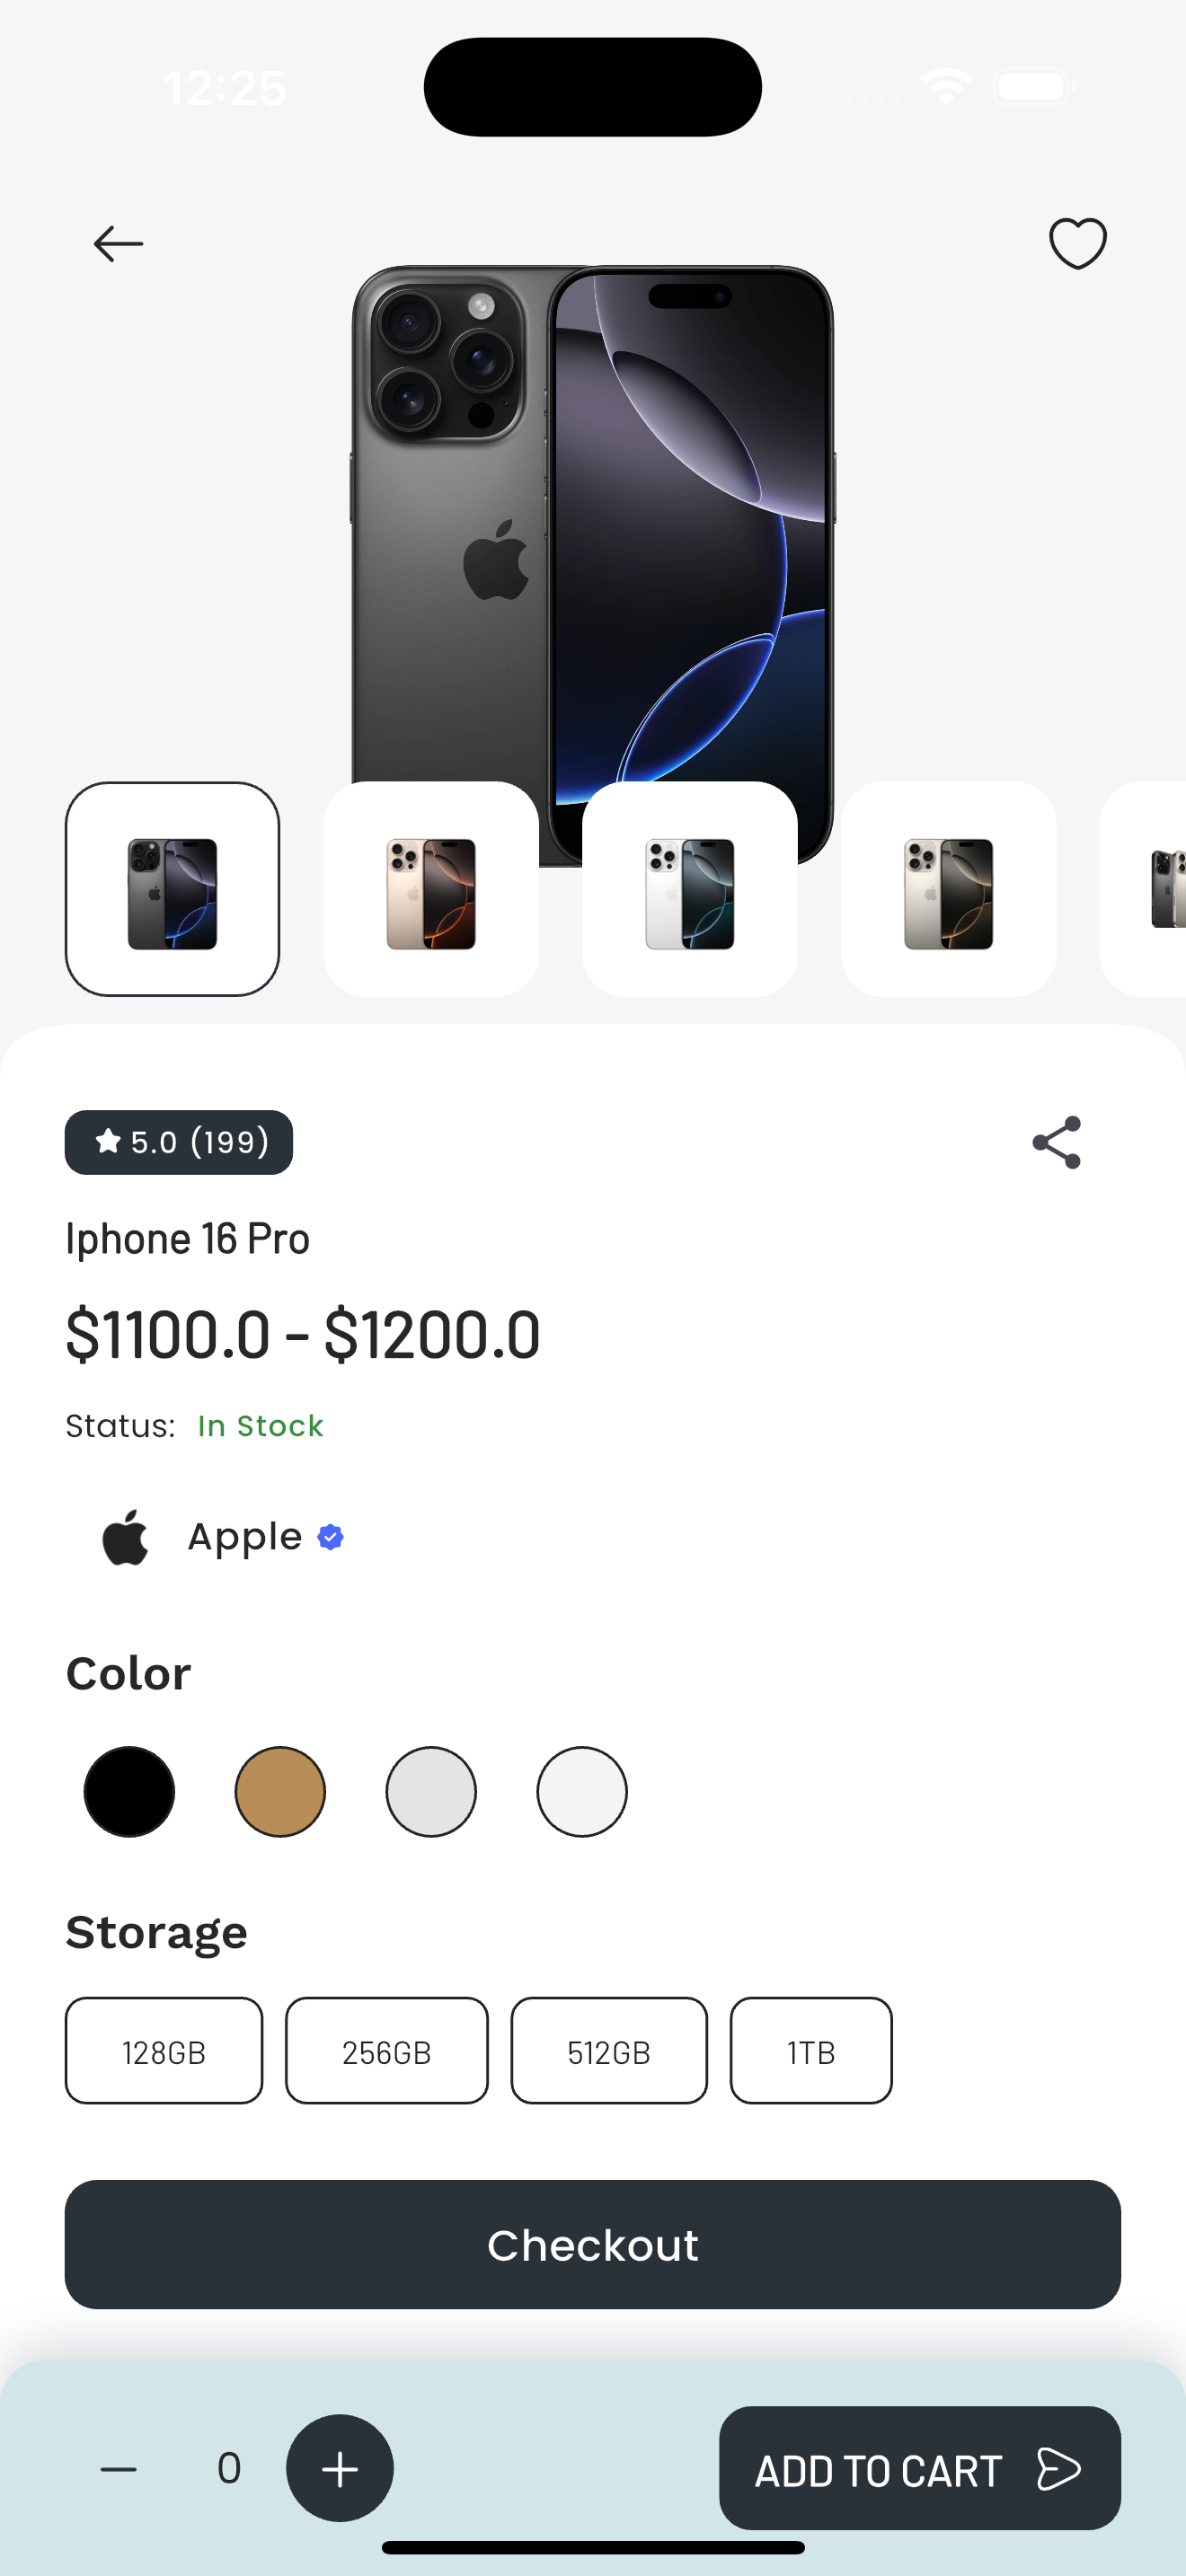 12:25
5.0 (199)
Iphone 16 Pro
$1100.0 - $1200.0
Status: In Stock
Apple
Color
Storage
128GB 256GB 512GB 1TB
Checkout
0 ADD TO CART